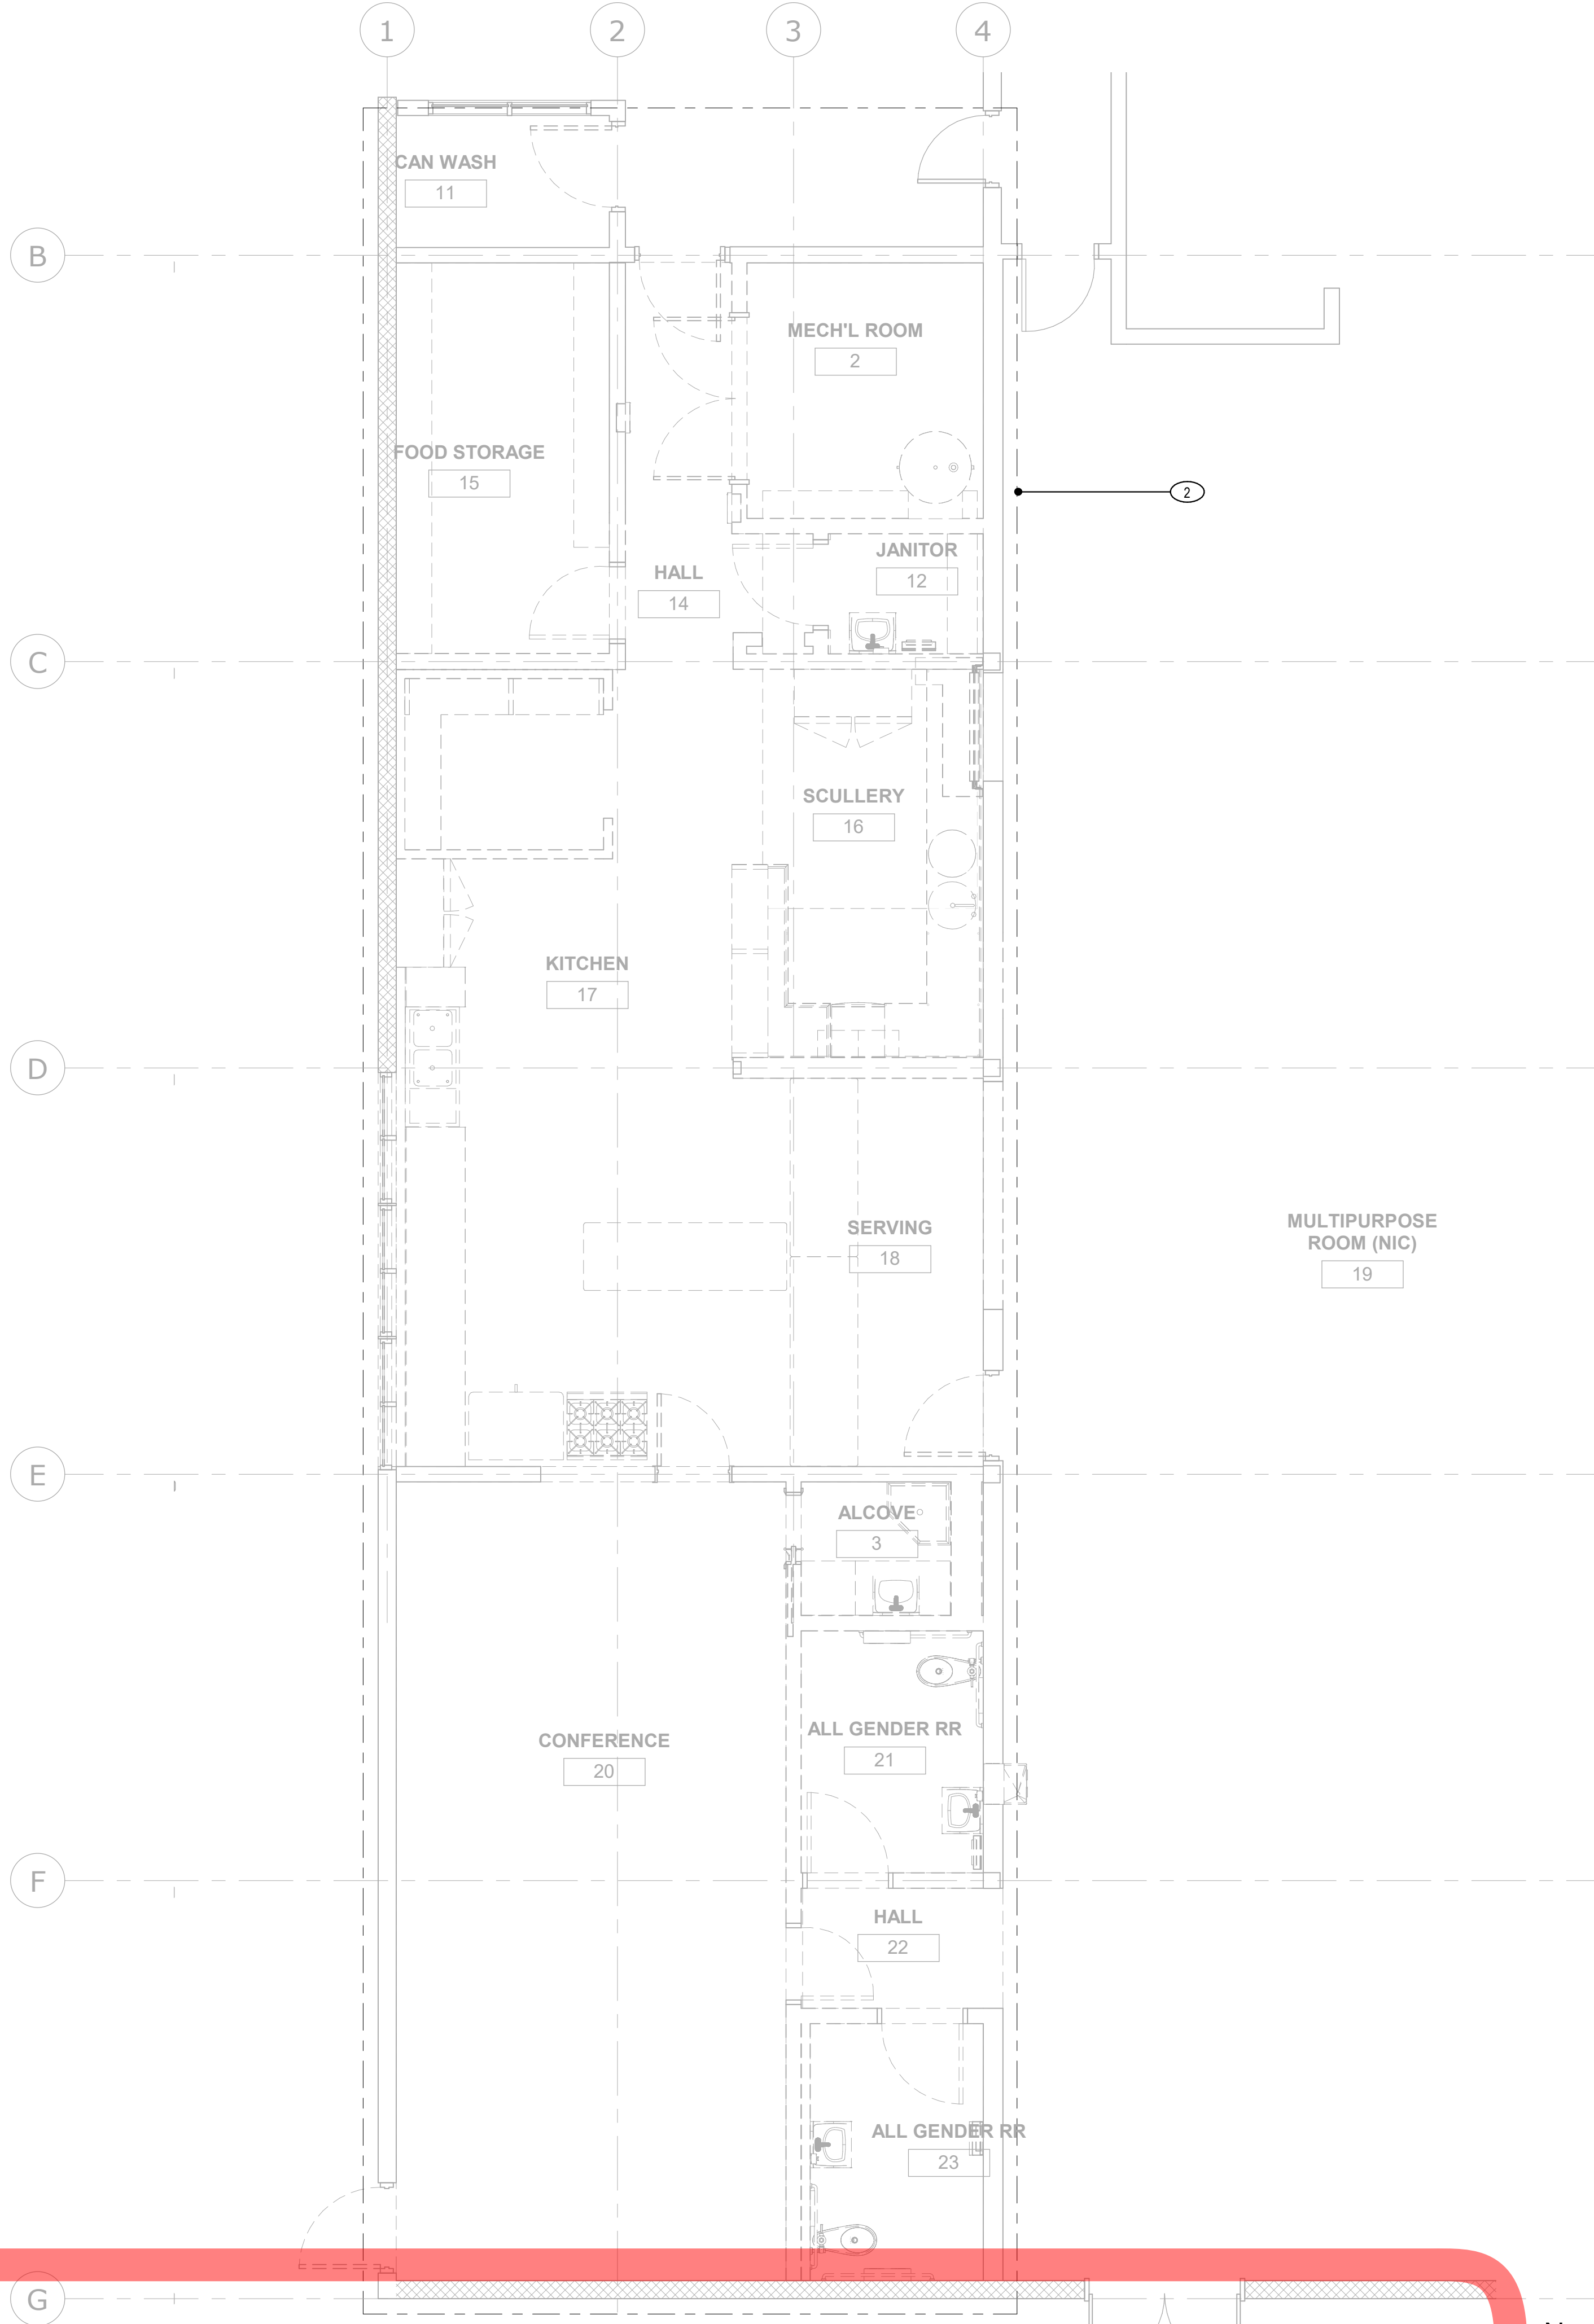 1
2
3
4
CAN WASH
11
B
MECH'L ROOM
2
FOOD STORAGE
15
2
JANITOR
12
HALL
14
C
SCULLERY
16
KITCHEN
17
D
SERVING
18
MULTIPURPOSE
ROOM (NIC)
19
E
ALCOVE
3
ALL GENDER RR
21
CONFERENCE
20
F
HALL
22
ALL GENDER RR
23
G